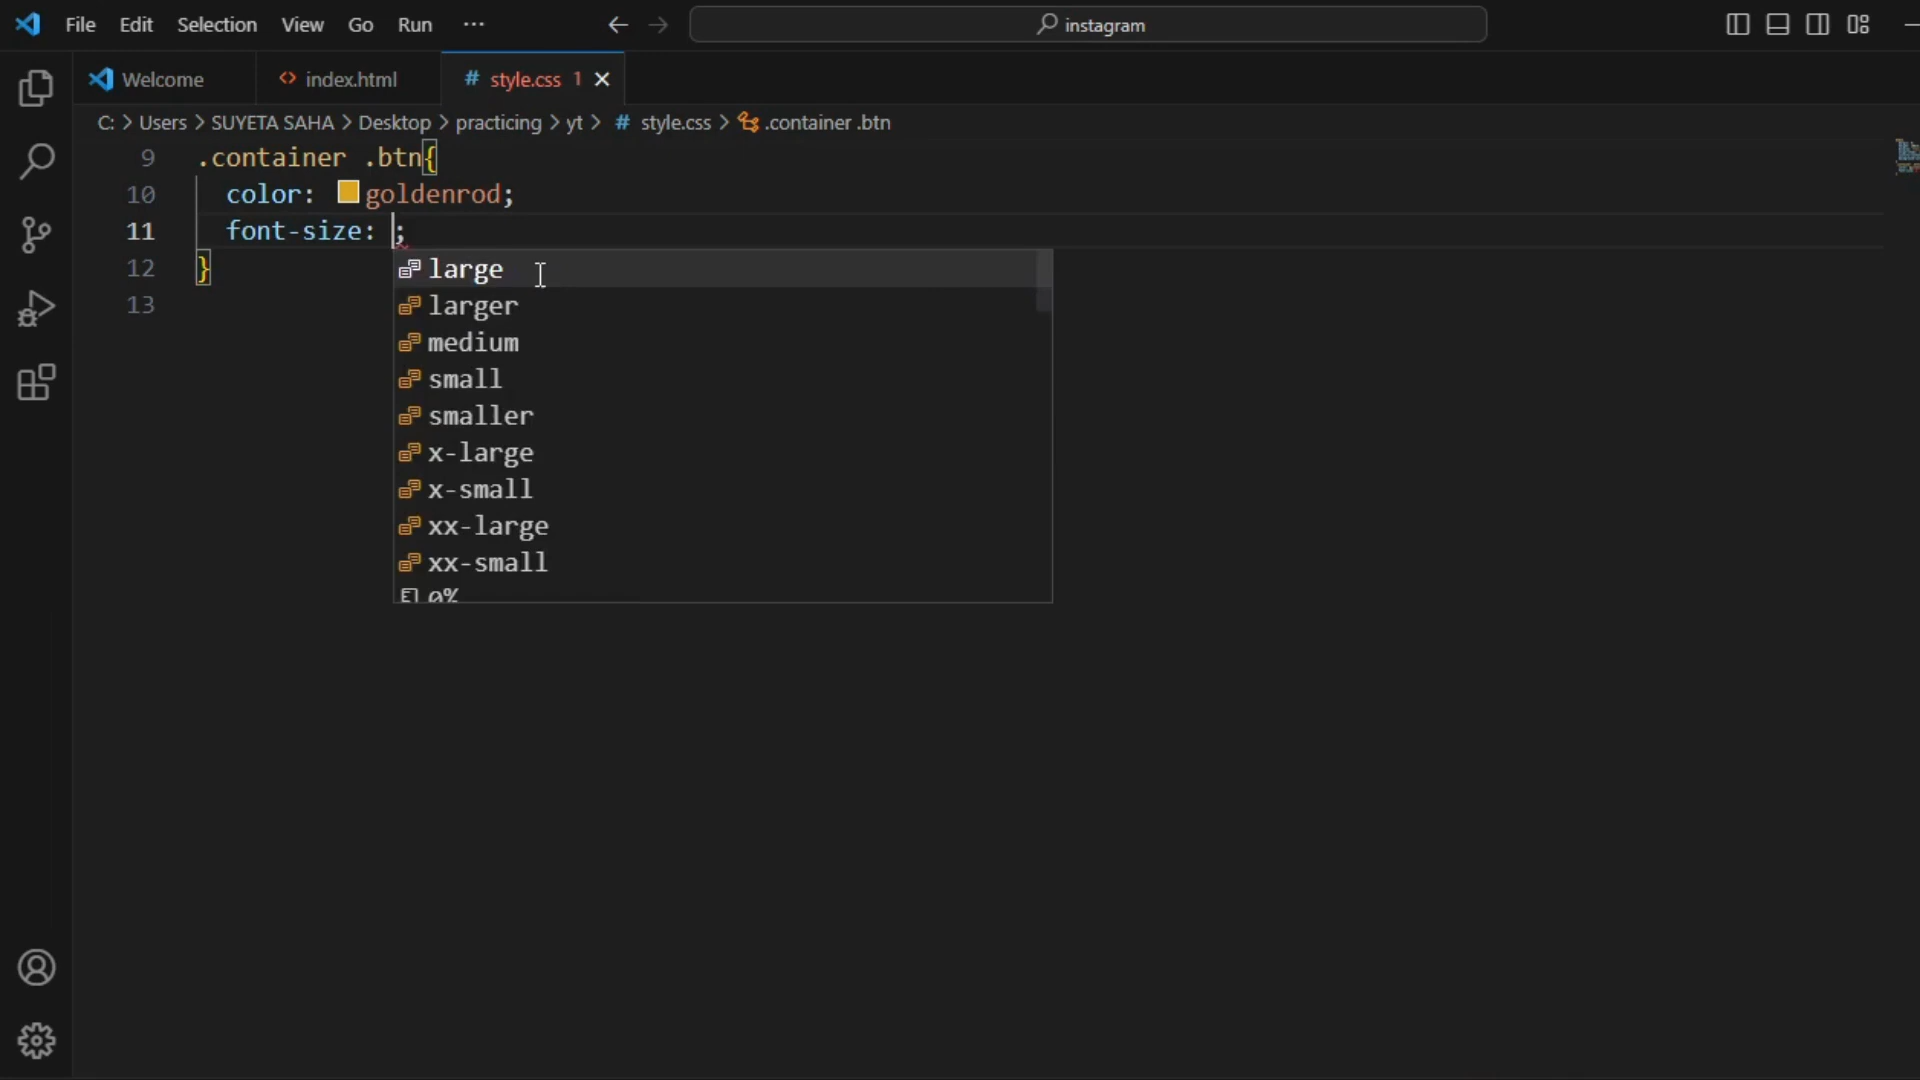 File Edit Selection View Go Run ···
instagram
Welcome index.html # style.css 1
C: > Users > SUYETA SAHA > Desktop > practicing > yt > # style.css > .container .btn
9 .container .btn{
10 color: goldenrod;
11 font-size: ;
large
12 }
larger
13
medium
small
smaller
x-large
x-small
xx-large
xx-small
0%